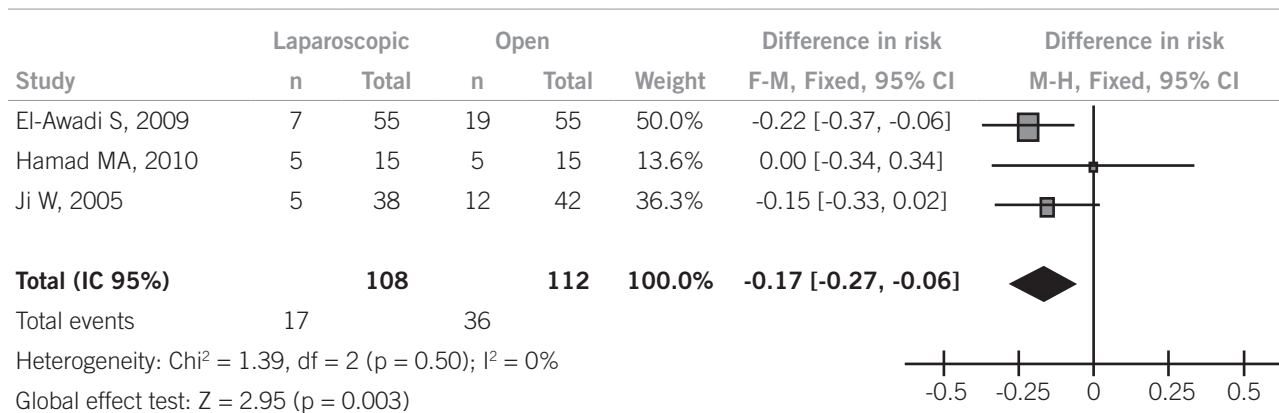 Laparoscopic Open Difference in risk Difference in risk
Study n Total n Total Weight F-M, Fixed, 95% CI M-H, Fixed, 95% CI
El-Awadi S, 2009 7 55 19 55 50.0% -0.22 [-0.37, -0.06]
Hamad MA, 2010 5 15 5 15 13.6% 0.00 [-0.34, 0.34]
Ji W, 2005 5 38 12 42 36.3% -0.15 [-0.33, 0.02]
Total (IC 95%) 108 112 100.0% -0.17 [-0.27, -0.06]
Total events 17 36
Heterogeneity: Chi² = 1.39, df = 2 (p = 0.50); I² = 0%
Global effect test: Z = 2.95 (p = 0.003)
-0.5 -0.25 0 0.25 0.5